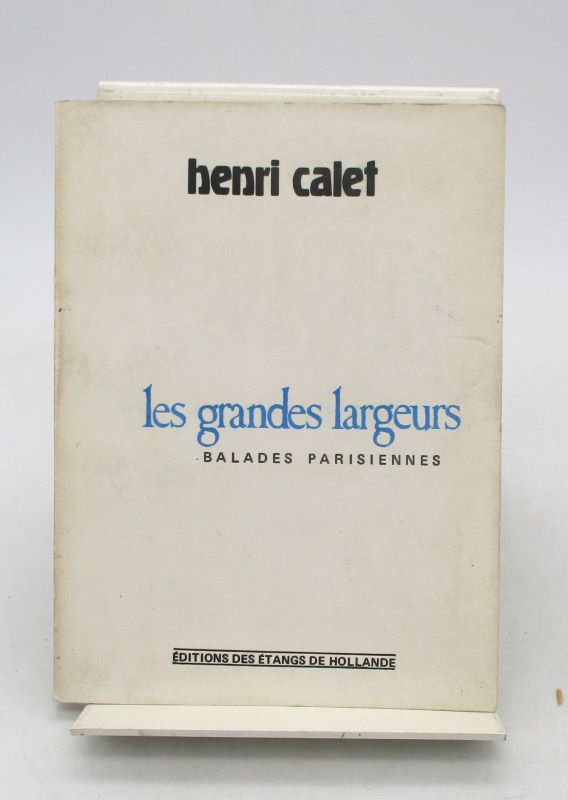 henri calet
les grandes largeurs
BALADES PARISIENNES
ÉDITIONS DES ÉTANGS DE HOLLANDE